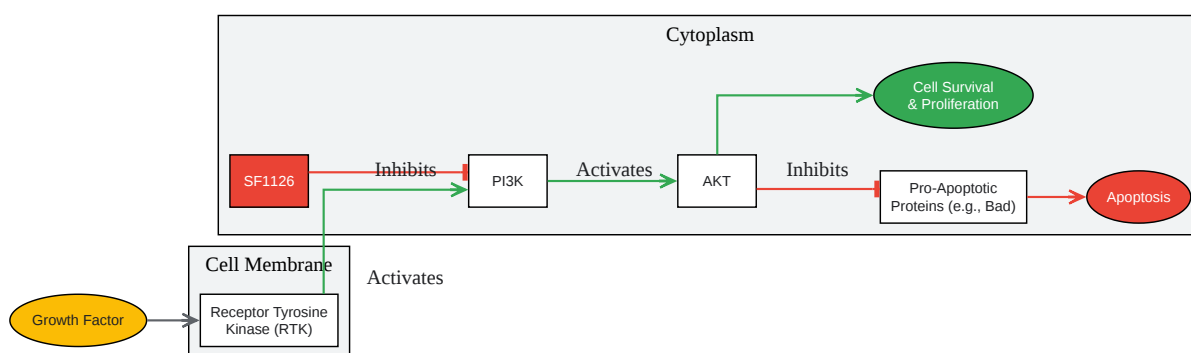 Cytoplasm
Cell Survival
& Proliferation
SF1126
Inhibits
PI3K
Activates
AKT
Inhibits
Pro-Apoptotic
Proteins (e.g., Bad)
Apoptosis
Cell Membrane
Activates
Growth Factor
Receptor Tyrosine
Kinase (RTK)